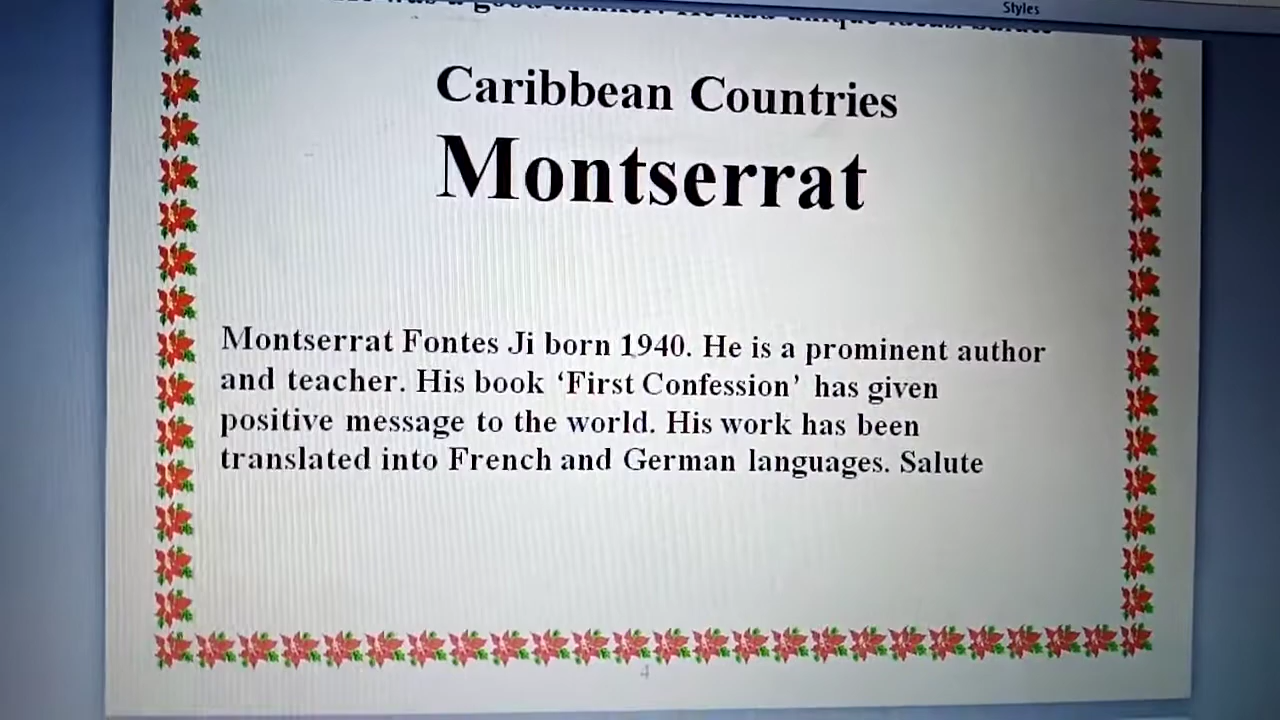 Styles
Caribbean Countries
Montserrat
Montserrat Fontes Ji born 1940. He is a prominent author
and teacher. His book ‘First Confession’ has given
positive message to the world. His work has been
translated into French and German languages. Salute
4